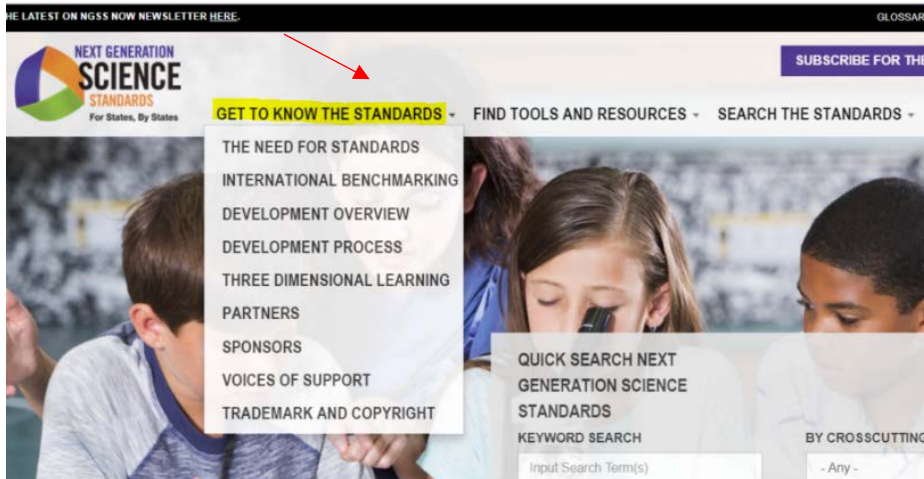 HE LATEST ON NGSS NOW NEWSLETTER HERE.
GLOSSAR
NEXT GENERATION
SCIENCE
STANDARDS
For States, By States
SUBSCRIBE FOR THE
GET TO KNOW THE STANDARDS
FIND TOOLS AND RESOURCES
SEARCH THE STANDARDS
THE NEED FOR STANDARDS
INTERNATIONAL BENCHMARKING
DEVELOPMENT OVERVIEW
DEVELOPMENT PROCESS
THREE DIMENSIONAL LEARNING
PARTNERS
SPONSORS
VOICES OF SUPPORT
TRADEMARK AND COPYRIGHT
QUICK SEARCH NEXT
GENERATION SCIENCE
STANDARDS
KEYWORD SEARCH
Input Search Term(s)
BY CROSSCUTTING
- Any -